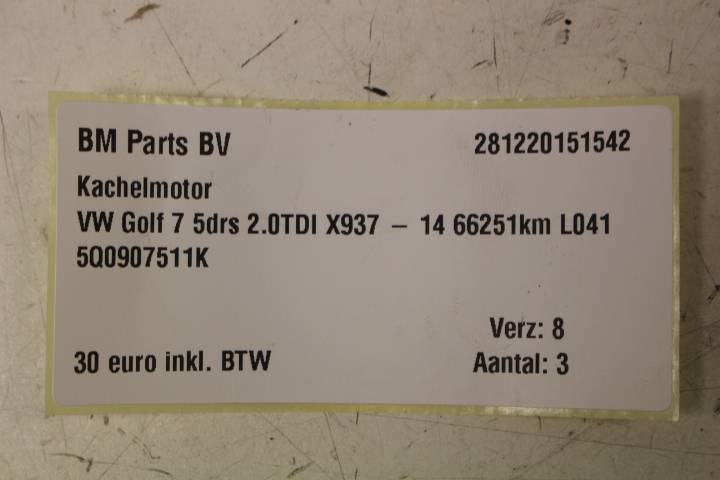 BM Parts BV 281220151542
Kachelmotor
VW Golf 7 5drs 2.0TDI X937 – 14 66251km L041
5Q0907511K
Verz: 8
30 euro inkl. BTW Aantal: 3